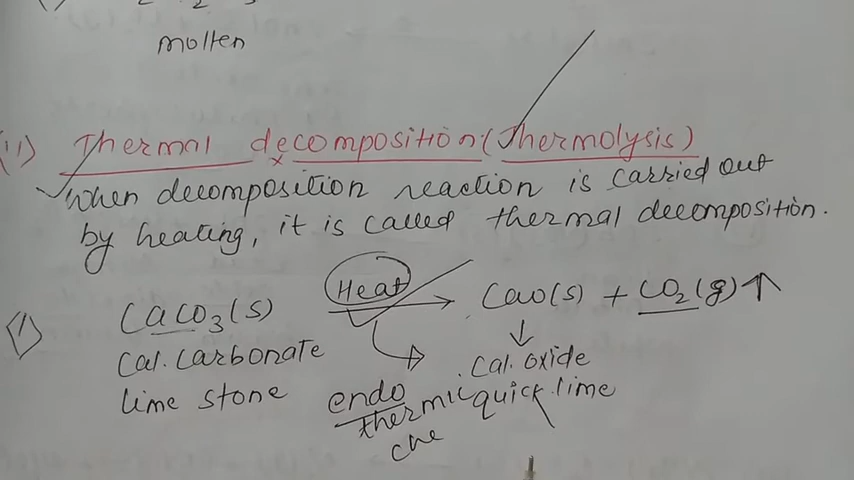 molten
(ii) Thermal decomposition (Thermolysis)
When decomposition reaction is carried out
by heating, it is called thermal decomposition.
(1) CaCO3(s) Heat → CaO(s) + CO2(g) ↑
Cal. carbonate
lime stone
Cal. oxide
quick lime
endo
thermic
che